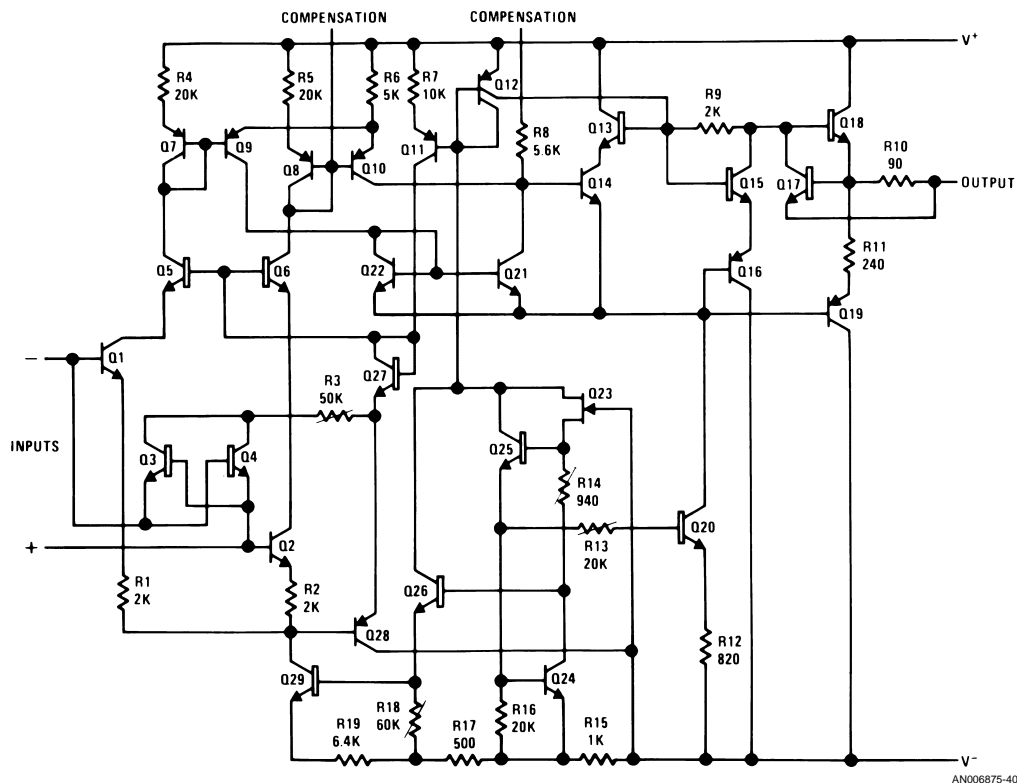 COMPENSATION COMPENSATION
V+
R4
20K
R5
20K
R6
5K
R7
10K
Q12
R9
2K
Q13
Q18
R8
5.6K
R10
90
OUTPUT
Q7
Q9
Q8
Q10
Q11
Q14
Q15
Q17
R11
240
Q5
Q6
Q22
Q21
Q16
Q19
−
Q1
Q27
R3
50K
Q23
INPUTS
Q3
Q4
Q25
R14
940
R13
20K
Q20
+
Q2
R1
2K
R2
2K
Q26
Q28
R12
820
Q29
Q24
R19
6.4K
R18
60K
R17
500
R16
20K
R15
1K
V−
AN006875-40